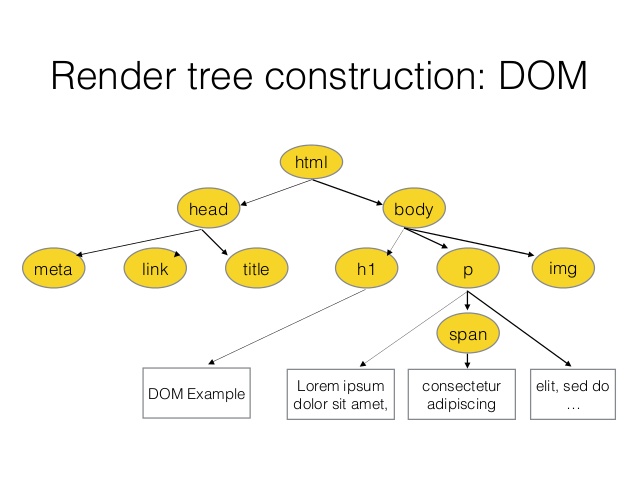 Render tree construction: DOM
html
head
body
meta
link
title
h1
p
img
span
DOM Example
Lorem ipsum
dolor sit amet,
consectetur
adipiscing
elit, sed do
…